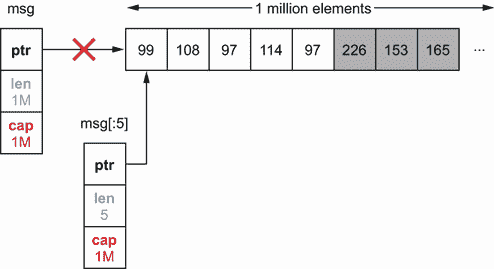 msg
1 million elements
ptr
99 108 97 114 97 226 153 165 ...
len
1M
cap
1M
msg[:5]
ptr
len
5
cap
1M